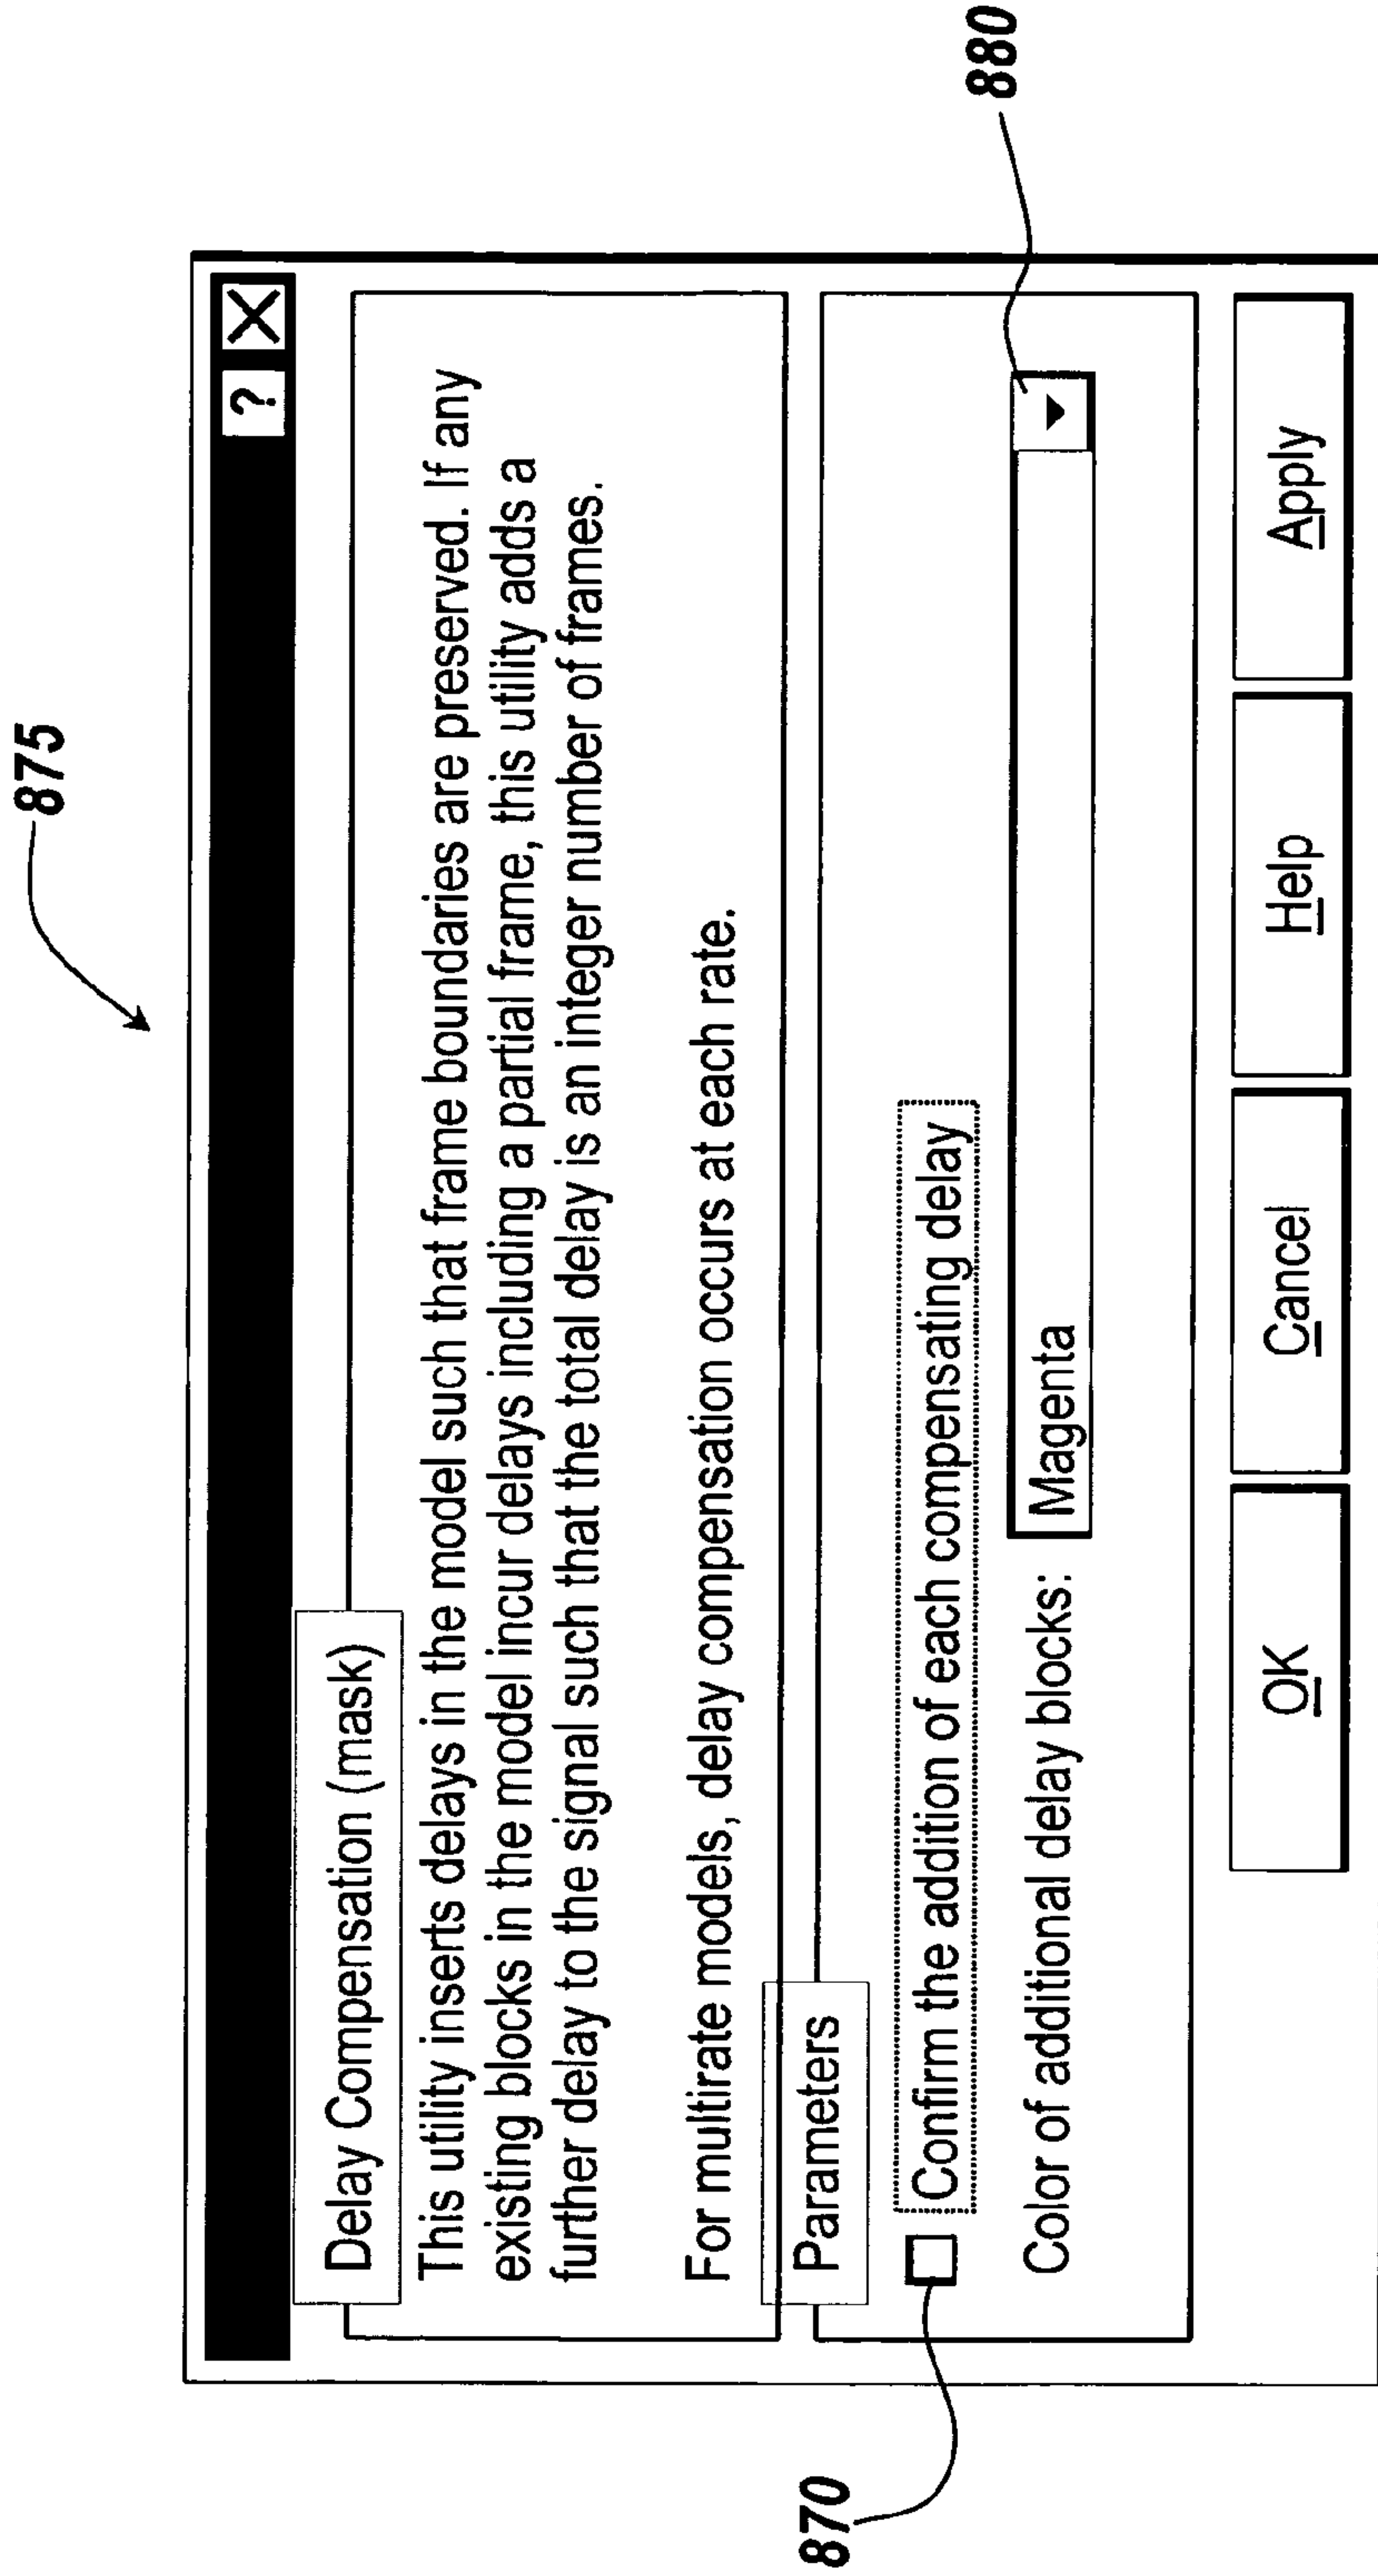 875
? X
Delay Compensation (mask)
This utility inserts delays in the model such that frame boundaries are preserved. If any
existing blocks in the model incur delays including a partial frame, this utility adds a
further delay to the signal such that the total delay is an integer number of frames.
For multirate models, delay compensation occurs at each rate.
Parameters
870
Confirm the addition of each compensating delay
Color of additional delay blocks: Magenta
880
OK Cancel Help Apply